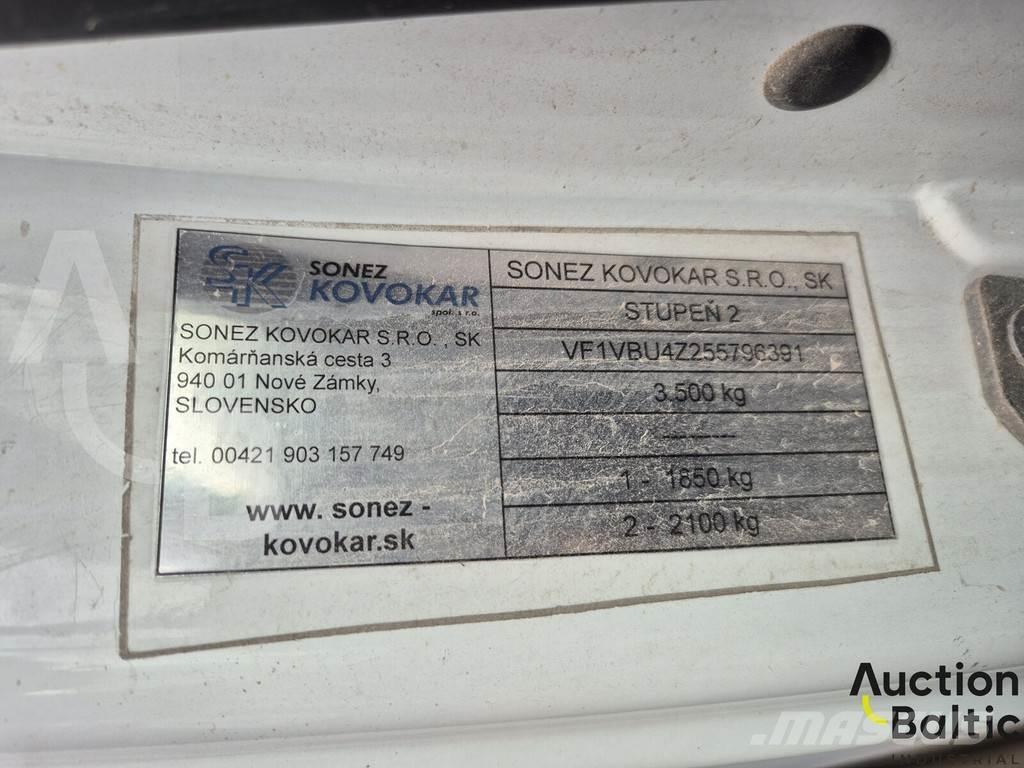 SK SONEZ
KOVOKAR
spol. s r.o.
SONEZ KOVOKAR S.R.O. , SK
Komárňanská cesta 3
940 01 Nové Zámky,
SLOVENSKO
tel. 00421 903 157 749
www. sonez -
kovokar.sk
SONEZ KOVOKAR S.R.O., SK
STUPEŇ 2
VF1VBU4Z255796391
3.500 kg
--------
1 - 1850 kg
2 - 2100 kg
Auction
Baltic
INDUSTRIAL
MASCUS